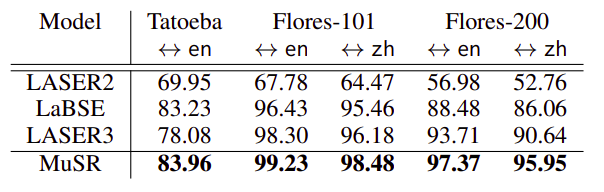 Model Tatoeba Flores-101 Flores-200
↔ en ↔ en ↔ zh ↔ en ↔ zh
LASER2 69.95 67.78 64.47 56.98 52.76
LaBSE 83.23 96.43 95.46 88.48 86.06
LASER3 78.08 98.30 96.18 93.71 90.64
MuSR 83.96 99.23 98.48 97.37 95.95